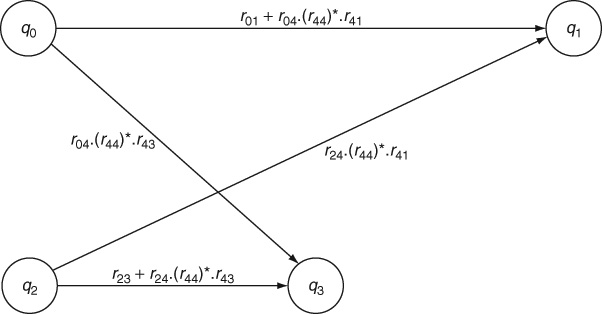 r₀₁ + r₀₄.(r₄₄)*.r₄₁
q₀
q₁
r₀₄.(r₄₄)*.r₄₃
r₂₄.(r₄₄)*.r₄₁
r₂₃ + r₂₄.(r₄₄)*.r₄₃
q₂
q₃